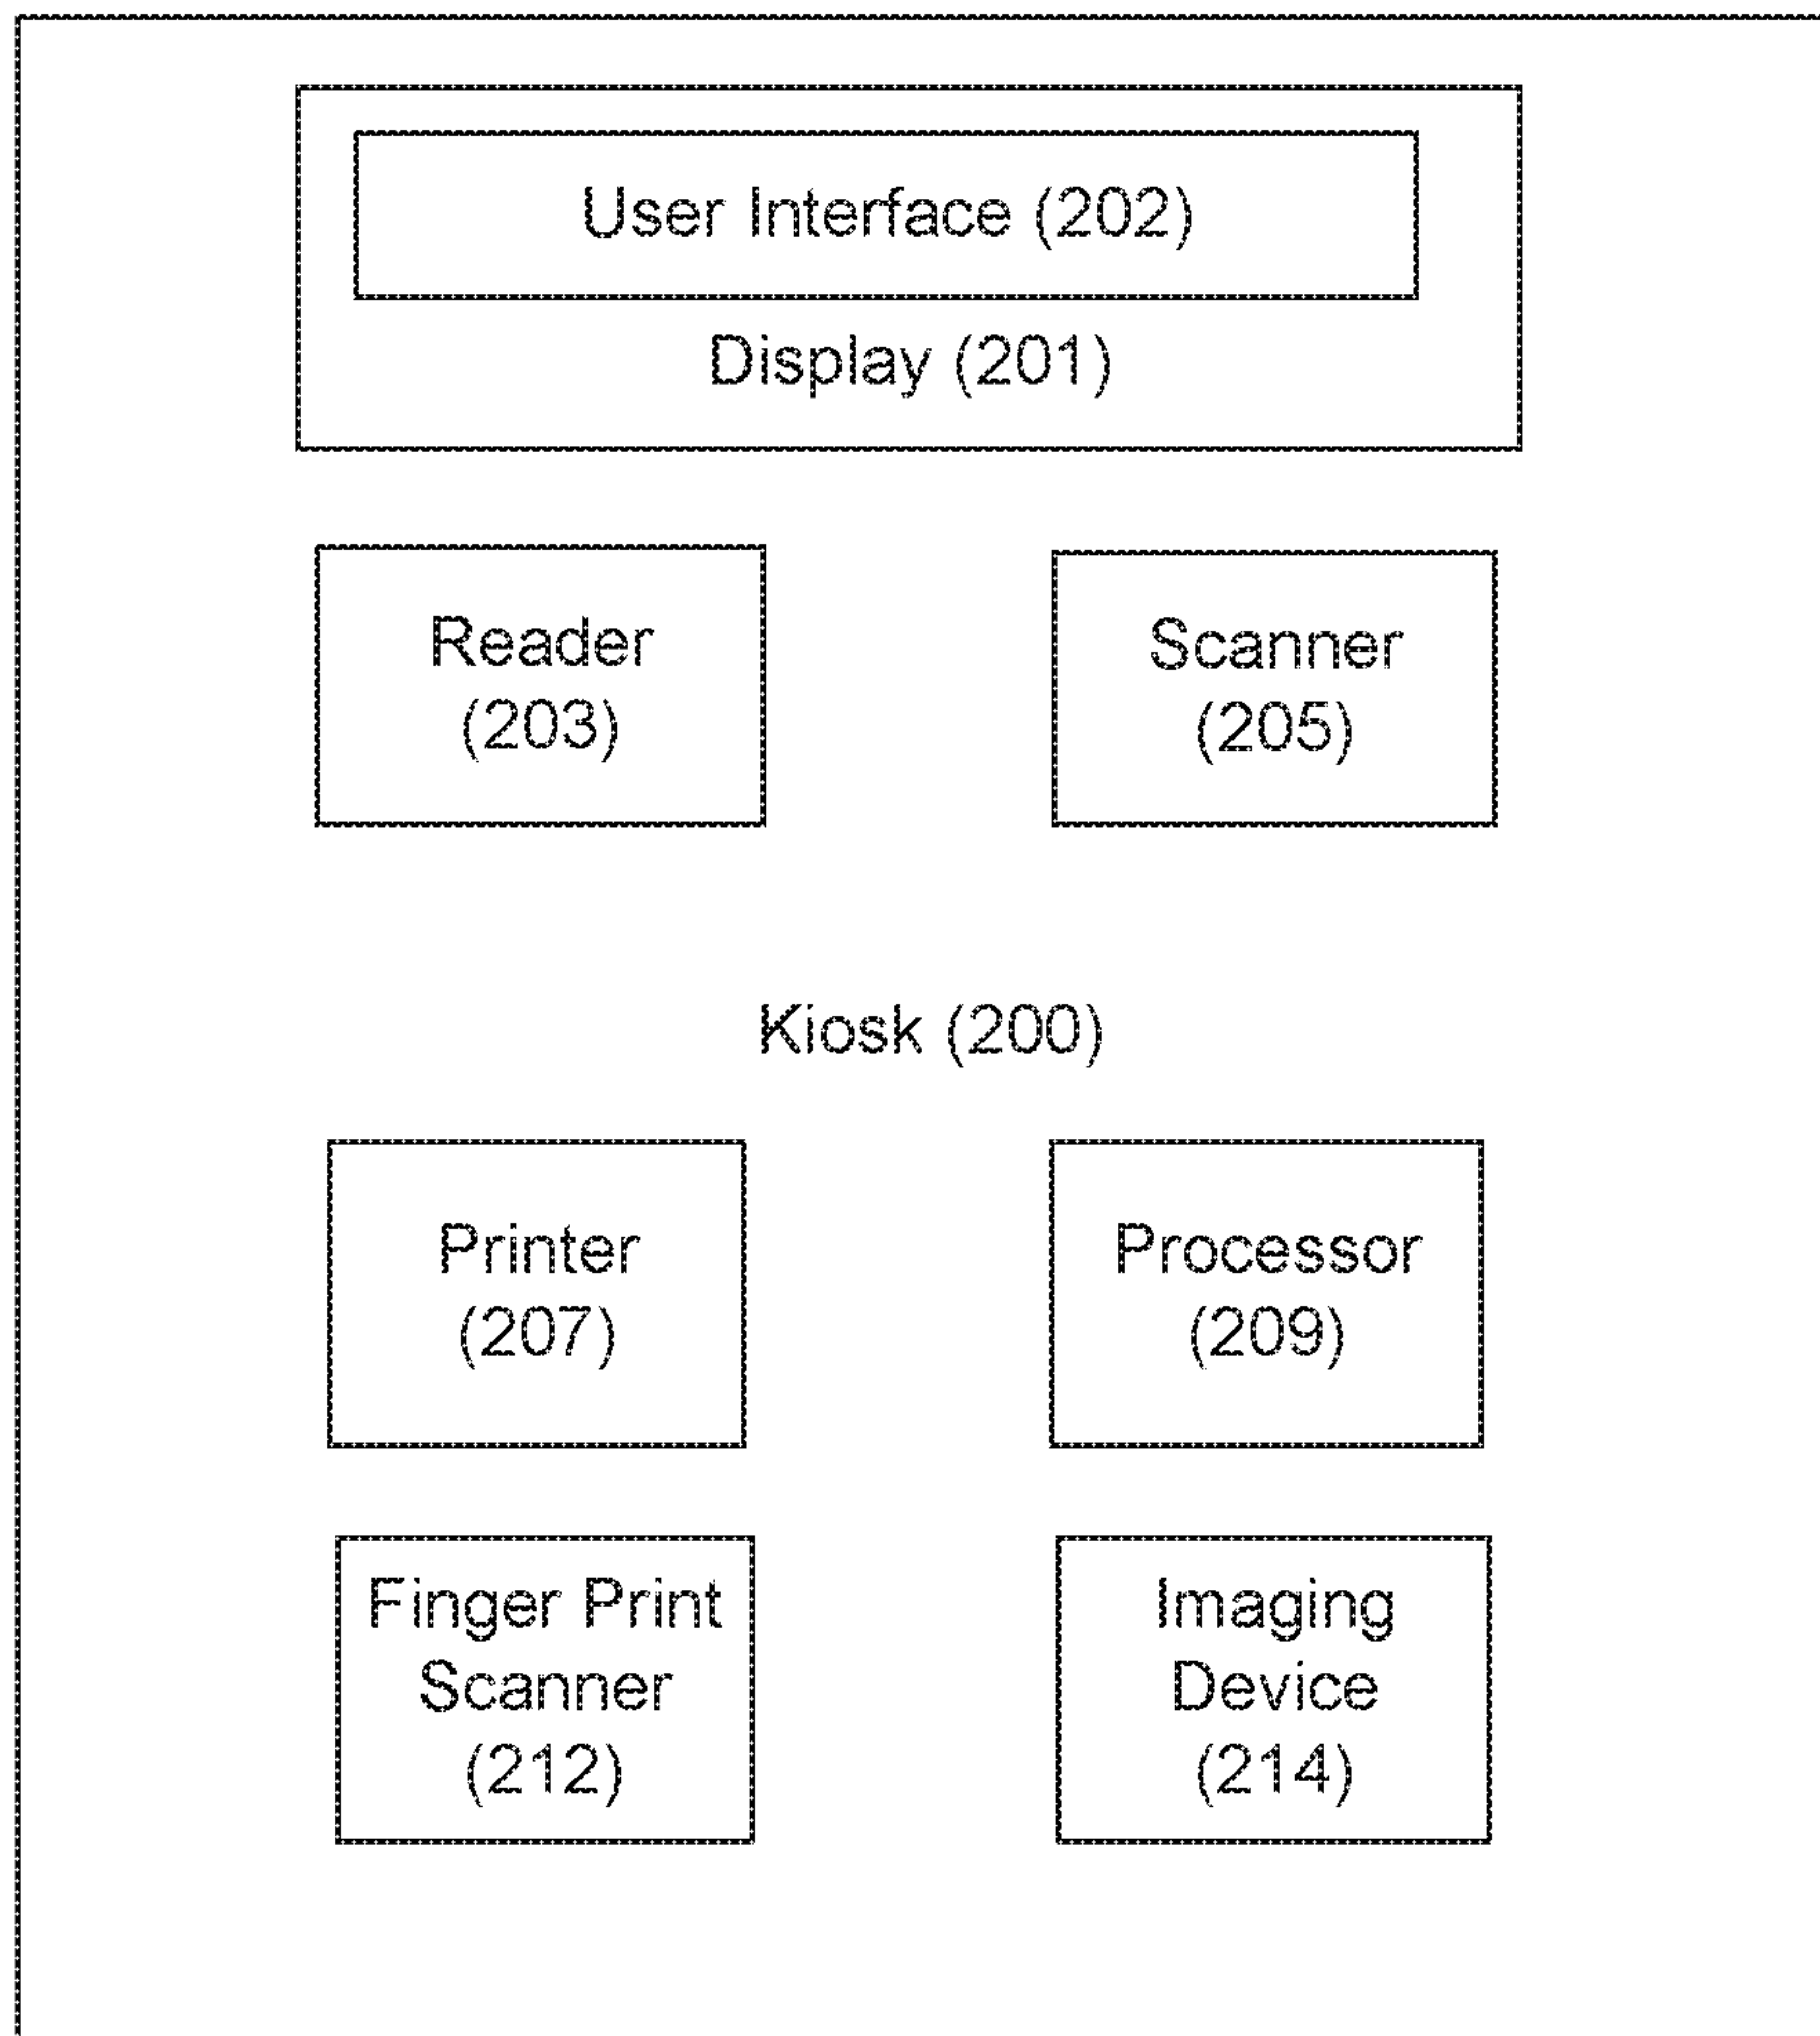 User Interface (202)
Display (201)
Reader
(203)
Scanner
(205)
Kiosk (200)
Printer
(207)
Processor
(209)
Finger Print
Scanner
(212)
Imaging
Device
(214)